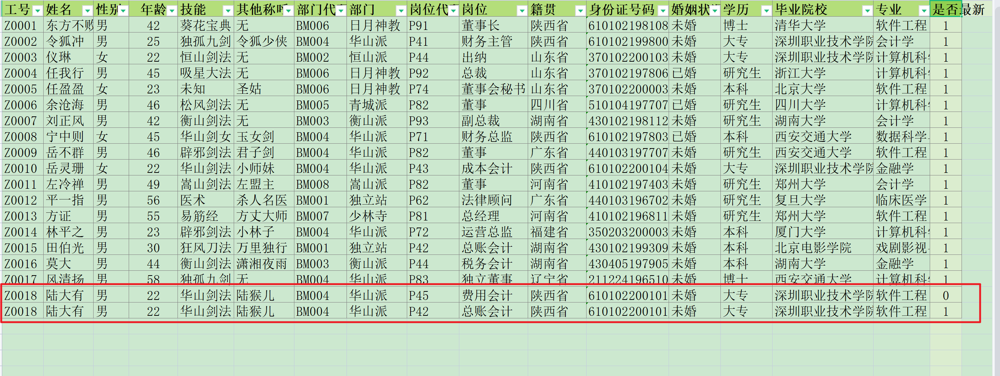 工号 姓名 性别 年龄 技能 其他称呼 部门代 部门 岗位代 岗位 籍贯 身份证号码 婚姻状 学历 毕业院校 专业 是否最新
Z0001 东方不败 男 42 葵花宝典 无 BM006 日月神教 P91 董事长 陕西省 610102198108 未婚 博士 清华大学 软件工程 1
Z0002 令狐冲 男 25 独孤九剑 令狐少侠 BM004 华山派 P41 财务主管 陕西省 610102199800 未婚 大专 深圳职业技术学院 会计学 1
Z0003 仪琳 女 22 恒山剑法 无 BM002 恒山派 P44 出纳 山东省 370102200103 未婚 大专 深圳职业技术学院 计算机科学 1
Z0004 任我行 男 45 吸星大法 无 BM006 日月神教 P92 总裁 山东省 370102197806 已婚 研究生 浙江大学 计算机科学 1
Z0005 任盈盈 女 23 未知 圣姑 BM006 日月神教 P74 董事会秘书 山东省 370102200003 未婚 本科 北京大学 软件工程 1
Z0006 余沧海 男 46 松风剑法 无 BM005 青城派 P82 董事 四川省 510104197707 已婚 研究生 四川大学 计算机科学 1
Z0007 刘正风 男 42 衡山剑法 无 BM003 衡山派 P93 副总裁 湖南省 430102198112 未婚 研究生 湖南大学 会计学 1
Z0008 宁中则 女 45 华山剑女 玉女剑 BM004 华山派 P71 财务总监 陕西省 610102197803 已婚 本科 西安交通大学 数据科学 1
Z0009 岳不群 男 46 辟邪剑法 君子剑 BM004 华山派 P82 董事 广东省 440103197707 未婚 研究生 西安交通大学 软件工程 1
Z0010 岳灵珊 女 22 华山剑法 小师妹 BM004 华山派 P43 成本会计 陕西省 610102200104 未婚 大专 深圳职业技术学院 金融学 1
Z0011 左冷禅 男 49 嵩山剑法 左盟主 BM008 嵩山派 P82 董事 河南省 410102197403 未婚 研究生 郑州大学 会计学 1
Z0012 平一指 男 56 医术 杀人名医 BM001 独立站 P62 法律顾问 广东省 440103196702 未婚 研究生 复旦大学 临床医学 1
Z0013 方证 男 55 易筋经 方丈大师 BM007 少林寺 P81 总经理 河南省 410102196811 未婚 研究生 郑州大学 软件工程 1
Z0014 林平之 男 23 辟邪剑法 小林子 BM004 华山派 P72 运营总监 福建省 350203200003 未婚 本科 厦门大学 计算机科学 1
Z0015 田伯光 男 30 狂风刀法 万里独行 BM001 独立站 P42 总账会计 湖南省 430102199309 未婚 本科 北京电影学院 戏剧影视 1
Z0016 莫大 男 44 衡山剑法 潇湘夜雨 BM003 衡山派 P44 税务会计 湖南省 430405197905 未婚 本科 湖南大学 金融学 1
Z0017 风清扬 男 58 独孤九剑 无 BM004 华山派 P83 独立董事 辽宁省 211224196510 未婚 博士 西安交通大学 计算机科学 1
Z0018 陆大有 男 22 华山剑法 陆猴儿 BM004 华山派 P45 费用会计 陕西省 610102200101 未婚 大专 深圳职业技术学院 软件工程 0
Z0018 陆大有 男 22 华山剑法 陆猴儿 BM004 华山派 P42 总账会计 陕西省 610102200101 未婚 大专 深圳职业技术学院 软件工程 1